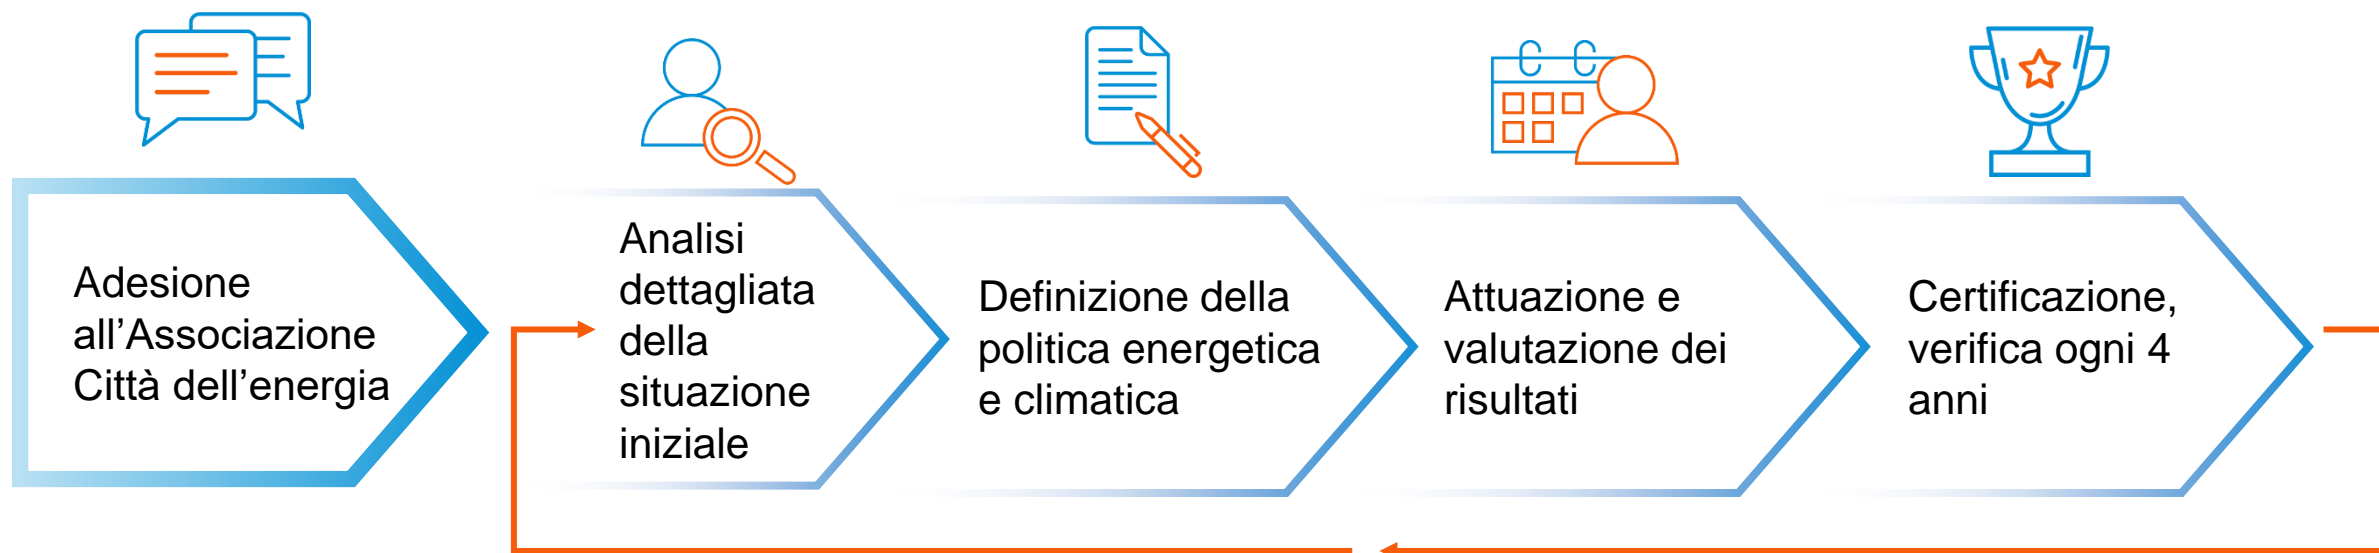 Adesione
all’Associazione
Città dell’energia
Analisi
dettagliata
della
situazione
iniziale
Definizione della
politica energetica
e climatica
Attuazione e
valutazione dei
risultati
Certificazione,
verifica ogni 4
anni